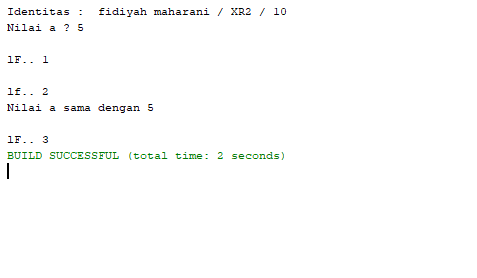 Identitas :  fidiyah maharani / XR2 / 10
Nilai a ? 5
lF.. 1
lf.. 2
Nilai a sama dengan 5
lF.. 3
BUILD SUCCESSFUL (total time: 2 seconds)